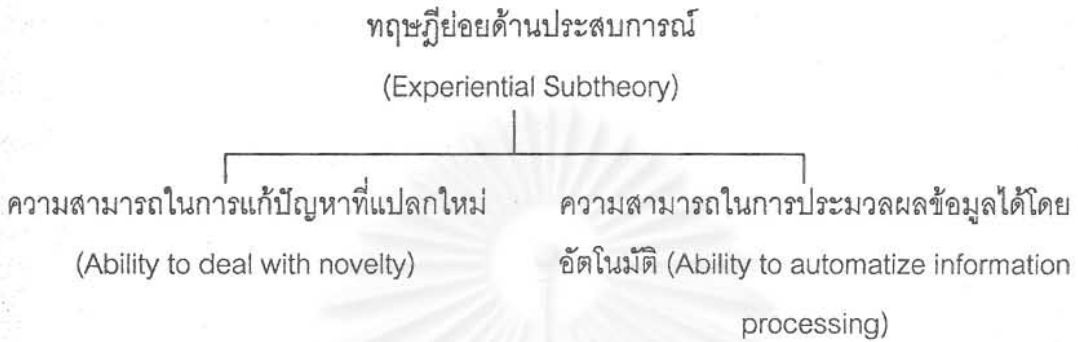 ทฤษฎีย่อยด้านประสบการณ์
(Experiential Subtheory)
ความสามารถในการแก้ปัญหาที่แปลกใหม่
(Ability to deal with novelty)
ความสามารถในการประมวลผลข้อมูลได้โดย
อัตโนมัติ (Ability to automatize information
processing)